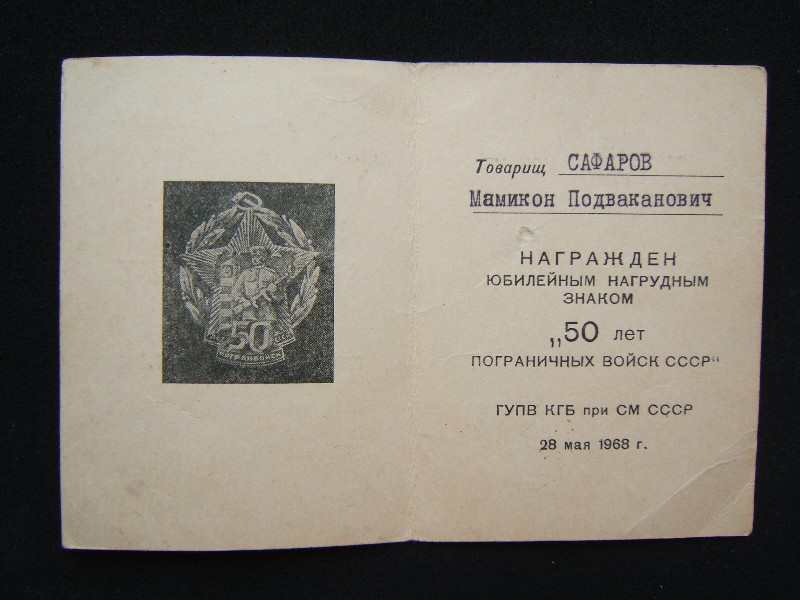 50
ПОГРАНВОЙСК
Товарищ САФАРОВ
Мамикон Подваканович
НАГРАЖДЕН
ЮБИЛЕЙНЫМ НАГРУДНЫМ
ЗНАКОМ
„50 лет
ПОГРАНИЧНЫХ ВОЙСК СССР"
ГУПВ КГБ при СМ СССР
28 мая 1968 г.